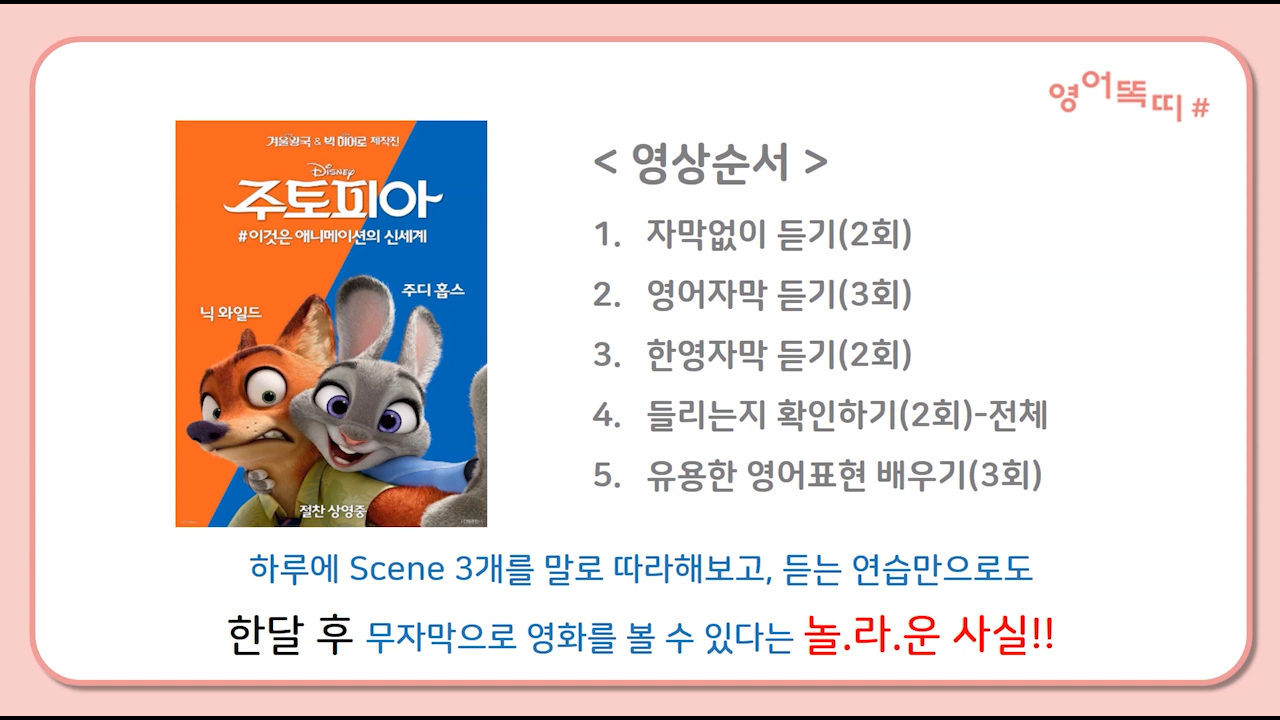 영어똑띠#
겨울왕국 & 빅 히어로 제작진
DISNEY
주토피아
#이것은 애니메이션의 신세계
주디 홉스
닉 와일드
절찬 상영중
< 영상순서 >
1. 자막없이 듣기(2회)
2. 영어자막 듣기(3회)
3. 한영자막 듣기(2회)
4. 들리는지 확인하기(2회)-전체
5. 유용한 영어표현 배우기(3회)
하루에 Scene 3개를 말로 따라해보고, 듣는 연습만으로도
한달 후 무자막으로 영화를 볼 수 있다는 놀.라.운 사실!!